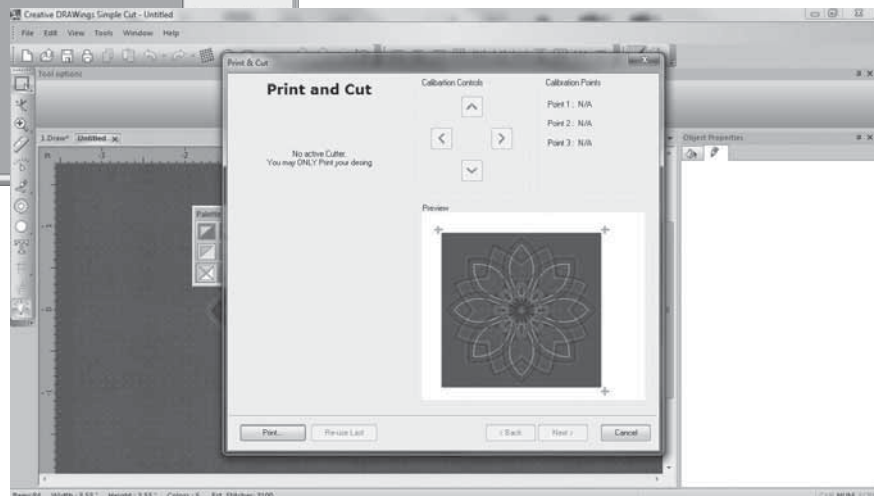 Creative DRAWings Simple Cut - Untitled
File Edit View Tools Window Help
Tool options
1.Draw* Untitled
Object Properties
Print & Cut
Print and Cut
No active Cutter.
You may ONLY Print your desing.
Calibartion Controls
Calibration Points
Point 1 : N/A
Point 2 : N/A
Point 3 : N/A
Preview
Print...
Re-use Last
< Back
Next >
Cancel
Width : 3.55" Height : 3.55" Colors : 5 Est. Stitches: 3100